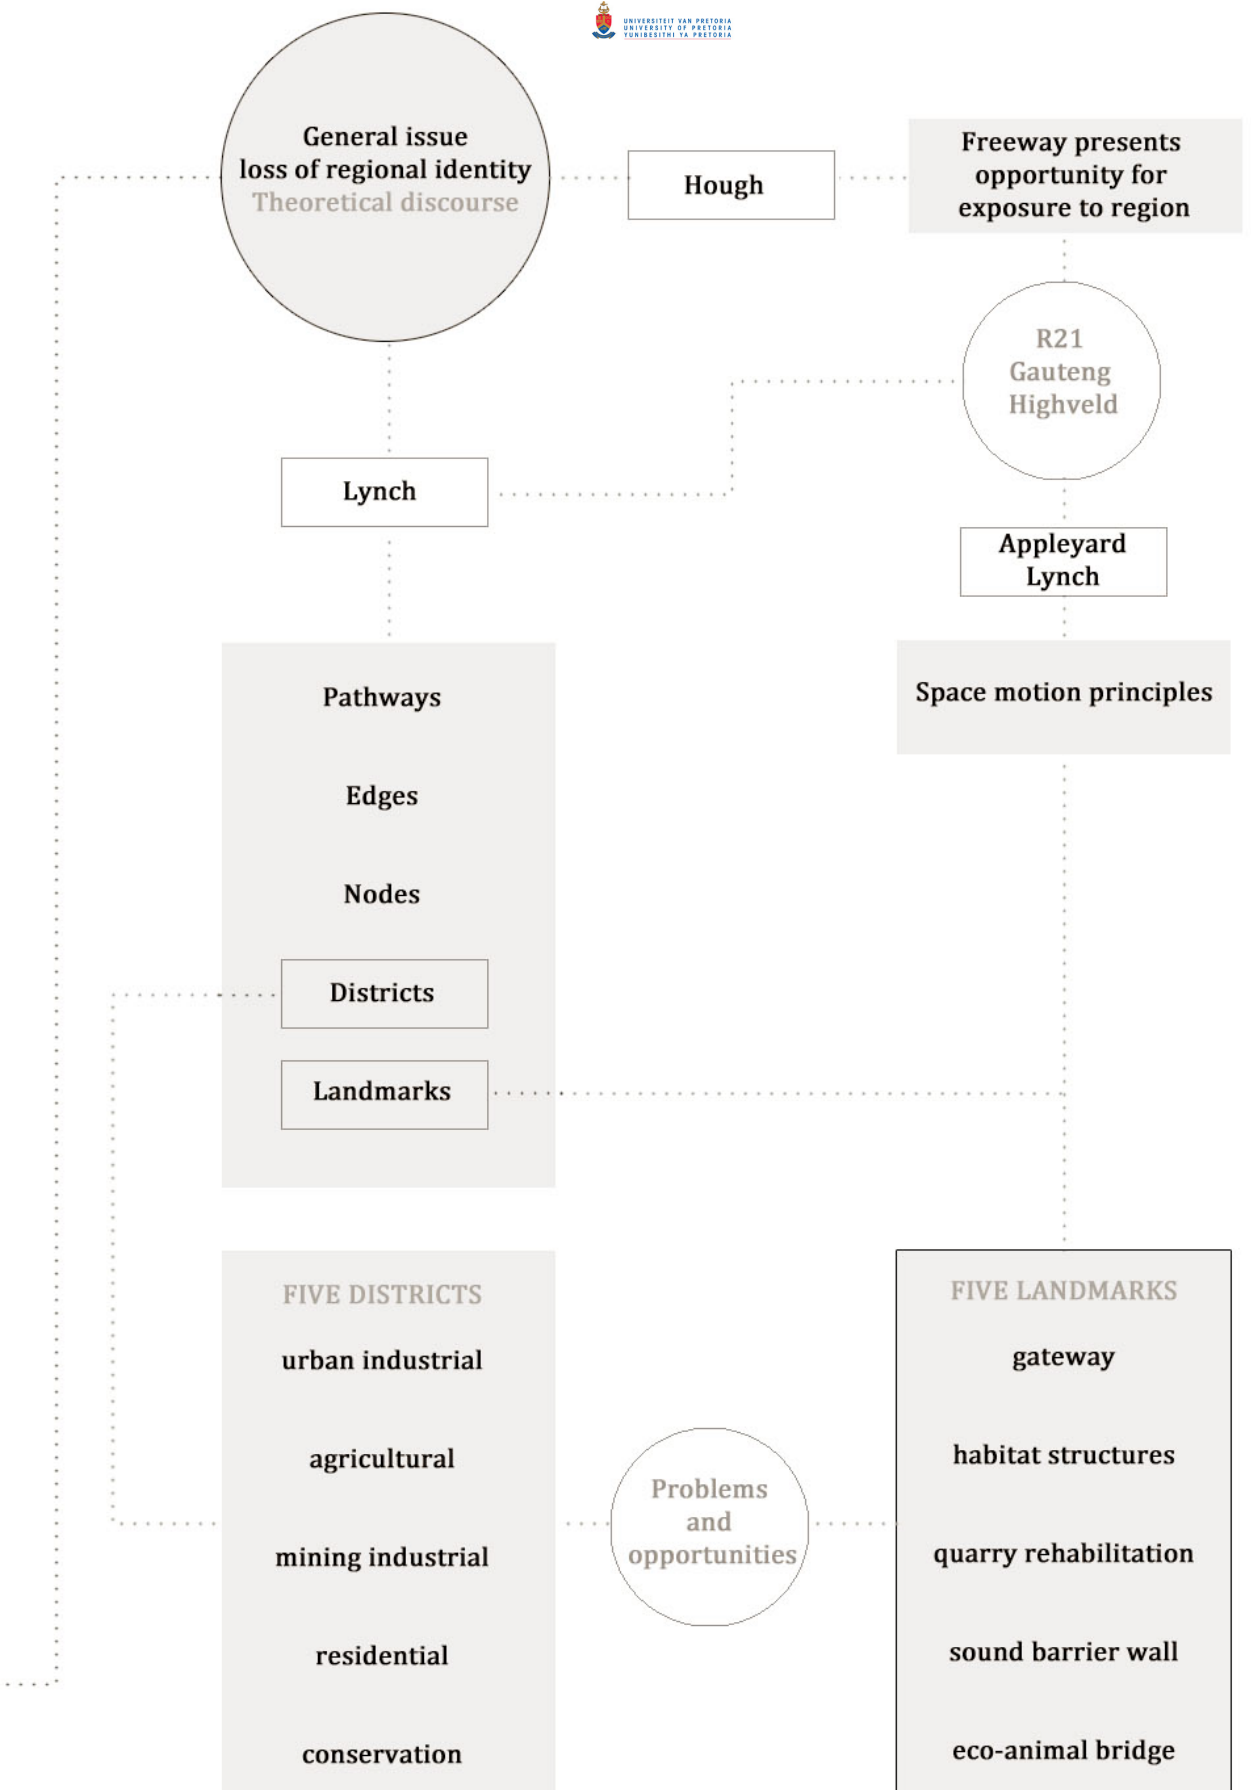 UNIVERSITEIT VAN PRETORIA
UNIVERSITY OF PRETORIA
YUNIBESITHI YA PRETORIA
General issue
loss of regional identity
Theoretical discourse
Hough
Freeway presents
opportunity for
exposure to region
R21
Gauteng
Highveld
Lynch
Appleyard
Lynch
Pathways
Edges
Nodes
Districts
Landmarks
Space motion principles
FIVE DISTRICTS
urban industrial
agricultural
mining industrial
residential
conservation
Problems
and
opportunities
FIVE LANDMARKS
gateway
habitat structures
quarry rehabilitation
sound barrier wall
eco-animal bridge